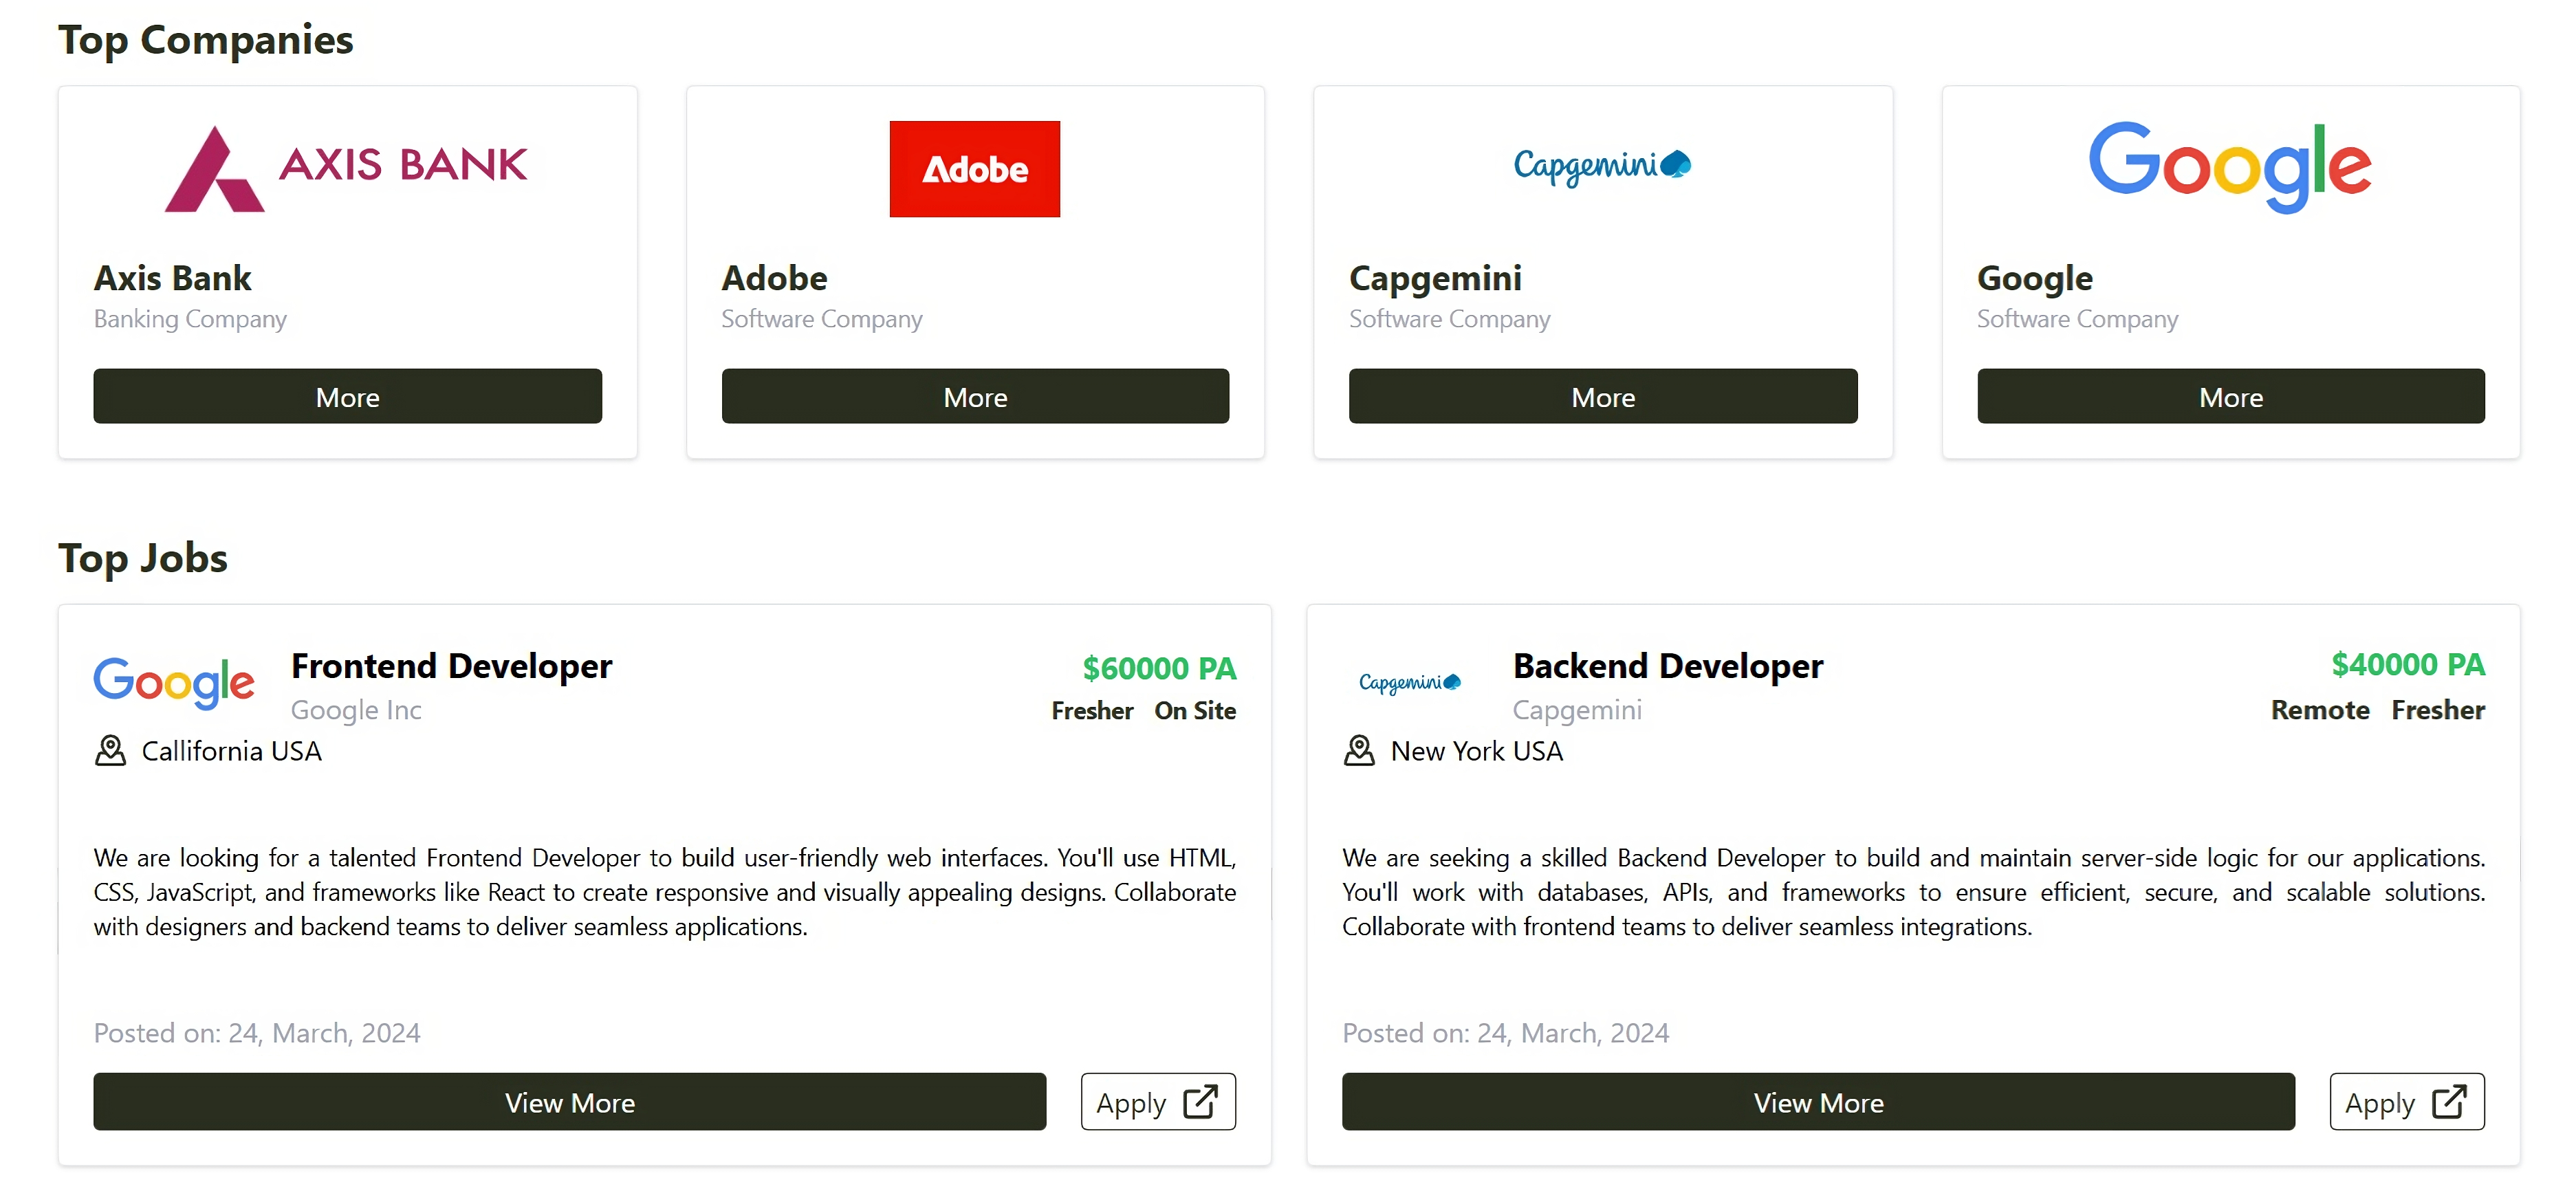 Top Companies
AXIS BANK
Adobe
Capgemini
Google
Axis Bank
Banking Company
More
Adobe
Software Company
More
Capgemini
Software Company
More
Google
Software Company
More
Top Jobs
Google
Frontend Developer
Google Inc
$60000 PA
Fresher On Site
Callifornia USA
We are looking for a talented Frontend Developer to build user-friendly web interfaces. You'll use HTML,
CSS, JavaScript, and frameworks like React to create responsive and visually appealing designs. Collaborate
with designers and backend teams to deliver seamless applications.
Posted on: 24, March, 2024
View More
Apply
Capgemini
Backend Developer
Capgemini
$40000 PA
Remote Fresher
New York USA
We are seeking a skilled Backend Developer to build and maintain server-side logic for our applications.
You'll work with databases, APIs, and frameworks to ensure efficient, secure, and scalable solutions.
Collaborate with frontend teams to deliver seamless integrations.
Posted on: 24, March, 2024
View More
Apply